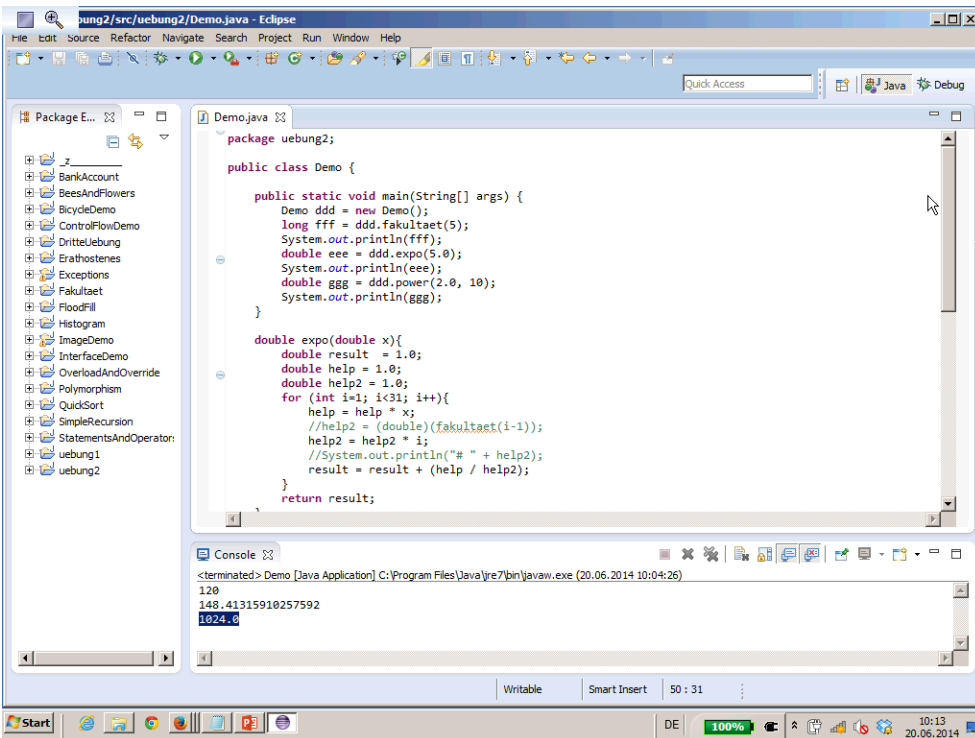 bung2/src/uebung2/Demo.java - Eclipse
File Edit Source Refactor Navigate Search Project Run Window Help
Quick Access
Java
Debug
Package E...
_z_________
BankAccount
BeesAndFlowers
BicycleDemo
ControlFlowDemo
DritteUebung
Erathostenes
Exceptions
Fakultaet
FloodFill
Histogram
ImageDemo
InterfaceDemo
OverloadAndOverride
Polymorphism
QuickSort
SimpleRecursion
StatementsAndOperator
uebung1
uebung2
Demo.java
package uebung2;
public class Demo {
public static void main(String[] args) {
Demo ddd = new Demo();
long fff = ddd.fakultaet(5);
System.out.println(fff);
double eee = ddd.expo(5.0);
System.out.println(eee);
double ggg = ddd.power(2.0, 10);
System.out.println(ggg);
}
double expo(double x){
double result  = 1.0;
double help = 1.0;
double help2 = 1.0;
for (int i=1; i<31; i++){
help = help * x;
//help2 = (double)(fakultaet(i-1));
help2 = help2 * i;
//System.out.println("# " + help2);
result = result + (help / help2);
}
return result;
Console
<terminated> Demo [Java Application] C:\Program Files\Java\jre7\bin\javaw.exe (20.06.2014 10:04:26)
120
148.41315910257592
1024.0
Writable
Smart Insert
50 : 31
Start
DE
100%
10:13
20.06.2014